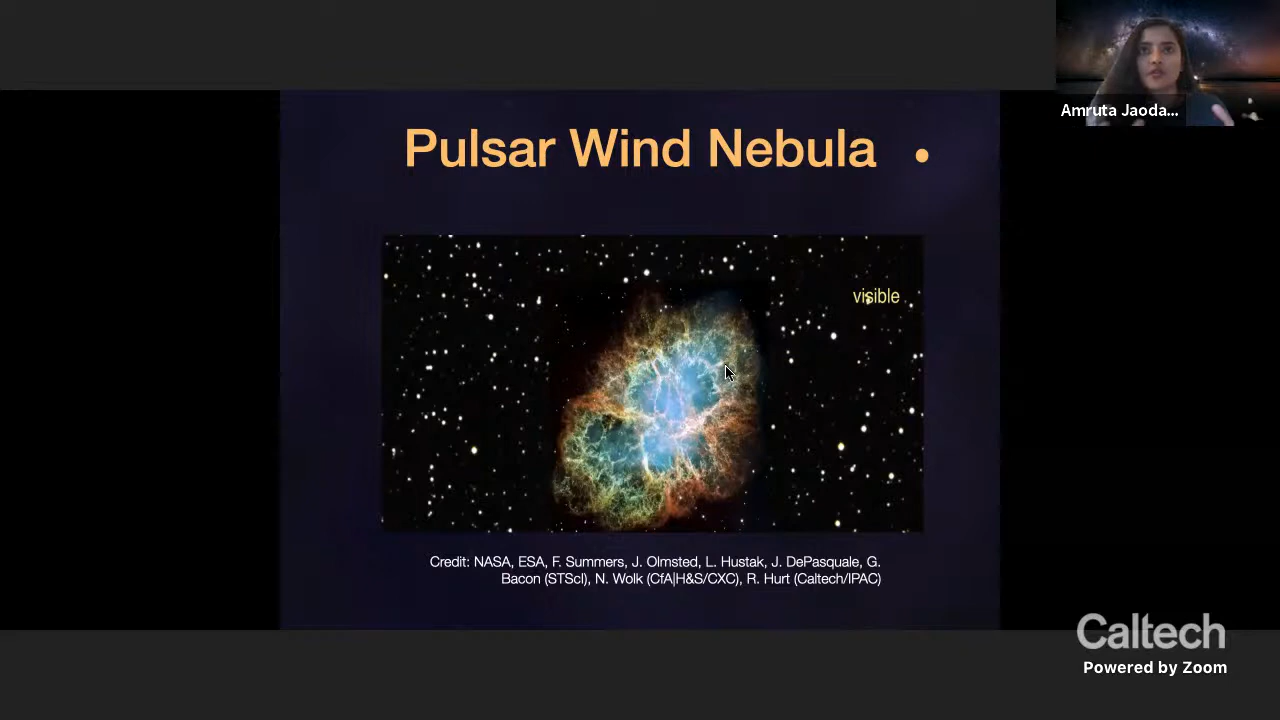 Amruta Jaoda...
Pulsar Wind Nebula •
visible
Credit: NASA, ESA, F. Summers, J. Olmsted, L. Hustak, J. DePasquale, G.
Bacon (STScI), N. Wolk (CfA|H&S/CXC), R. Hurt (Caltech/IPAC)
Caltech
Powered by Zoom